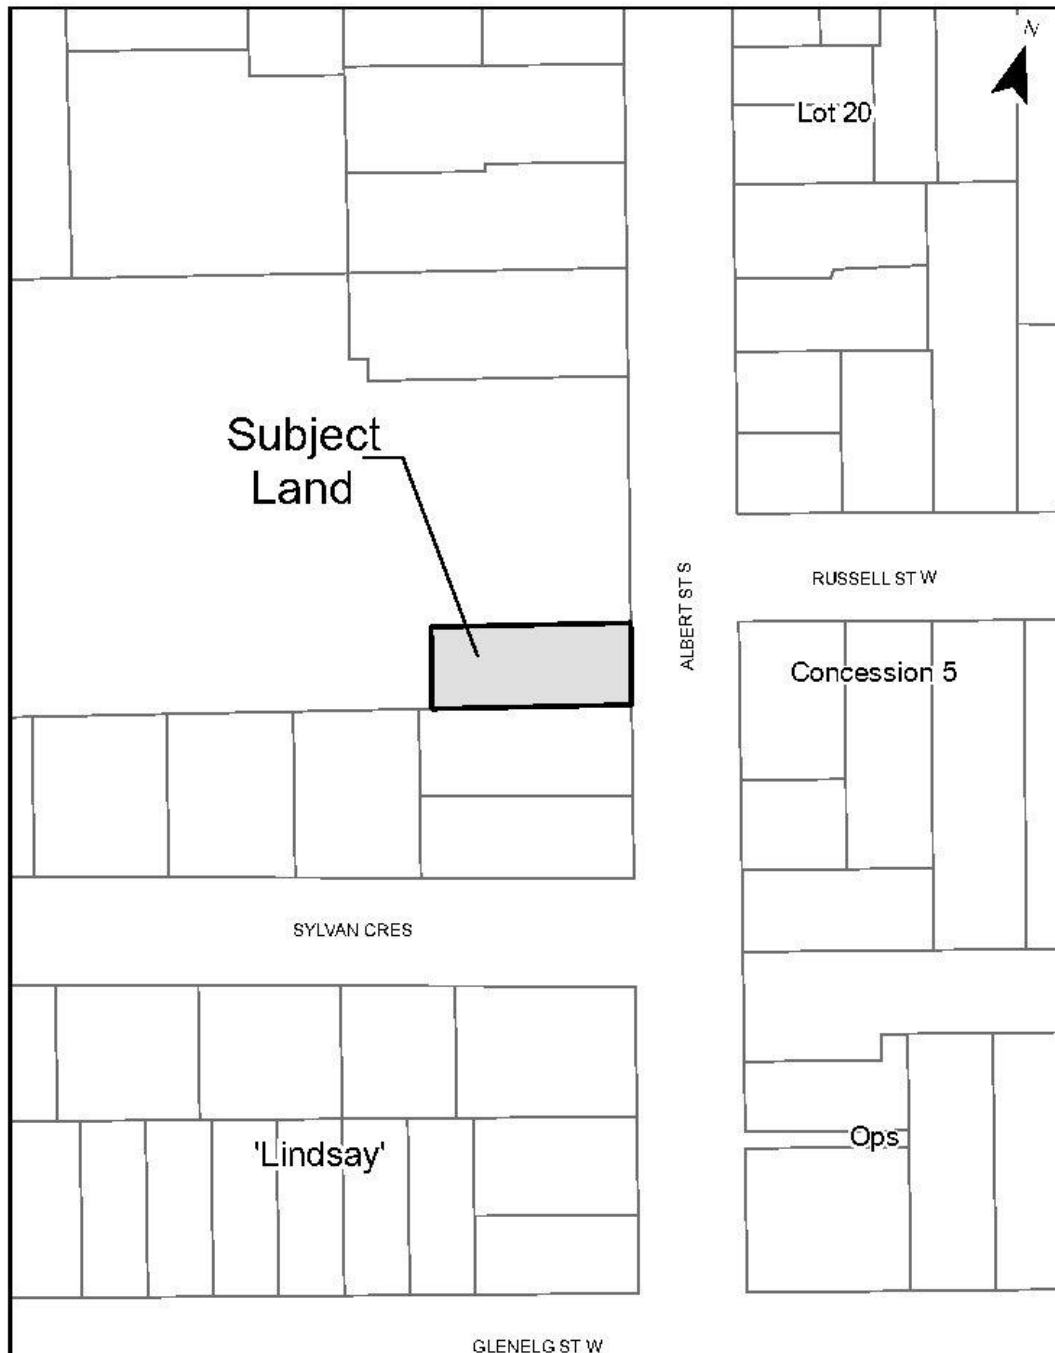 N
Lot 20
Subject
Land
ALBERT ST S
RUSSELL ST W
Concession 5
SYLVAN CRES
'Lindsay'
Ops
GLENELG ST W